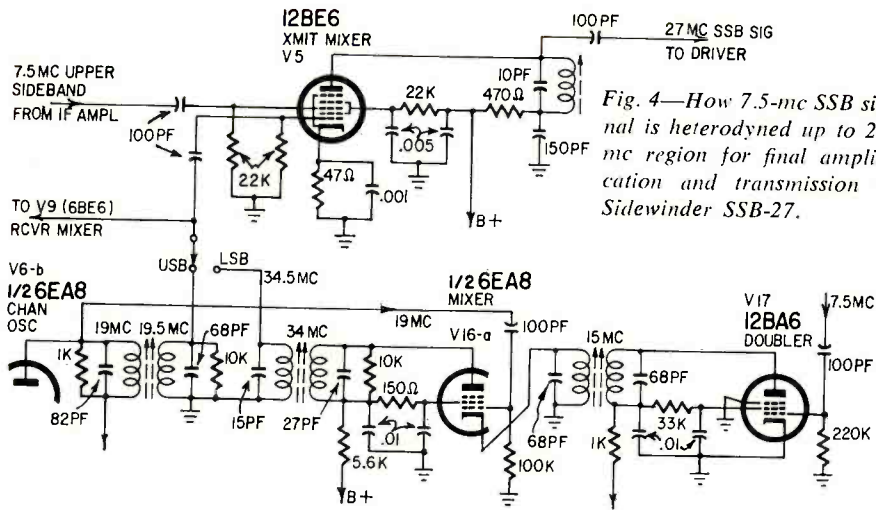 12BE6
XMIT MIXER
V5
100PF
27 MC SSB SIG
TO DRIVER
7.5MC UPPER
SIDEBAND
FROM IF AMPL
100PF
22K
47Ω
.001
22K
.005
470Ω
10PF
150PF
B+
Fig. 4—How 7.5-mc SSB si
nal is heterodyned up to 2
mc region for final ampli
cation and transmission
Sidewinder SSB-27.
TO V9 (6BE6)
RCVR MIXER
USB
LSB
34.5MC
V6-b
1/2 6EA8
CHAN
OSC
19MC
19.5MC
68PF
1K
82PF
10K
15PF
34MC
27PF
10K
150Ω
.01
5.6K
B+
19MC
1/2 6EA8
MIXER
V16-a
100PF
100K
68PF
15MC
68PF
1K
33K
.01
V17
12BA6
DOUBLER
7.5MC
100PF
220K